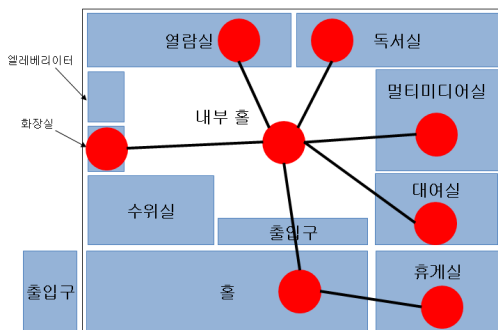 열람실
독서실
엘레베리이터
멀티미디어실
내부 홀
화장실
대여실
수위실
출입구
출입구
홀
휴게실